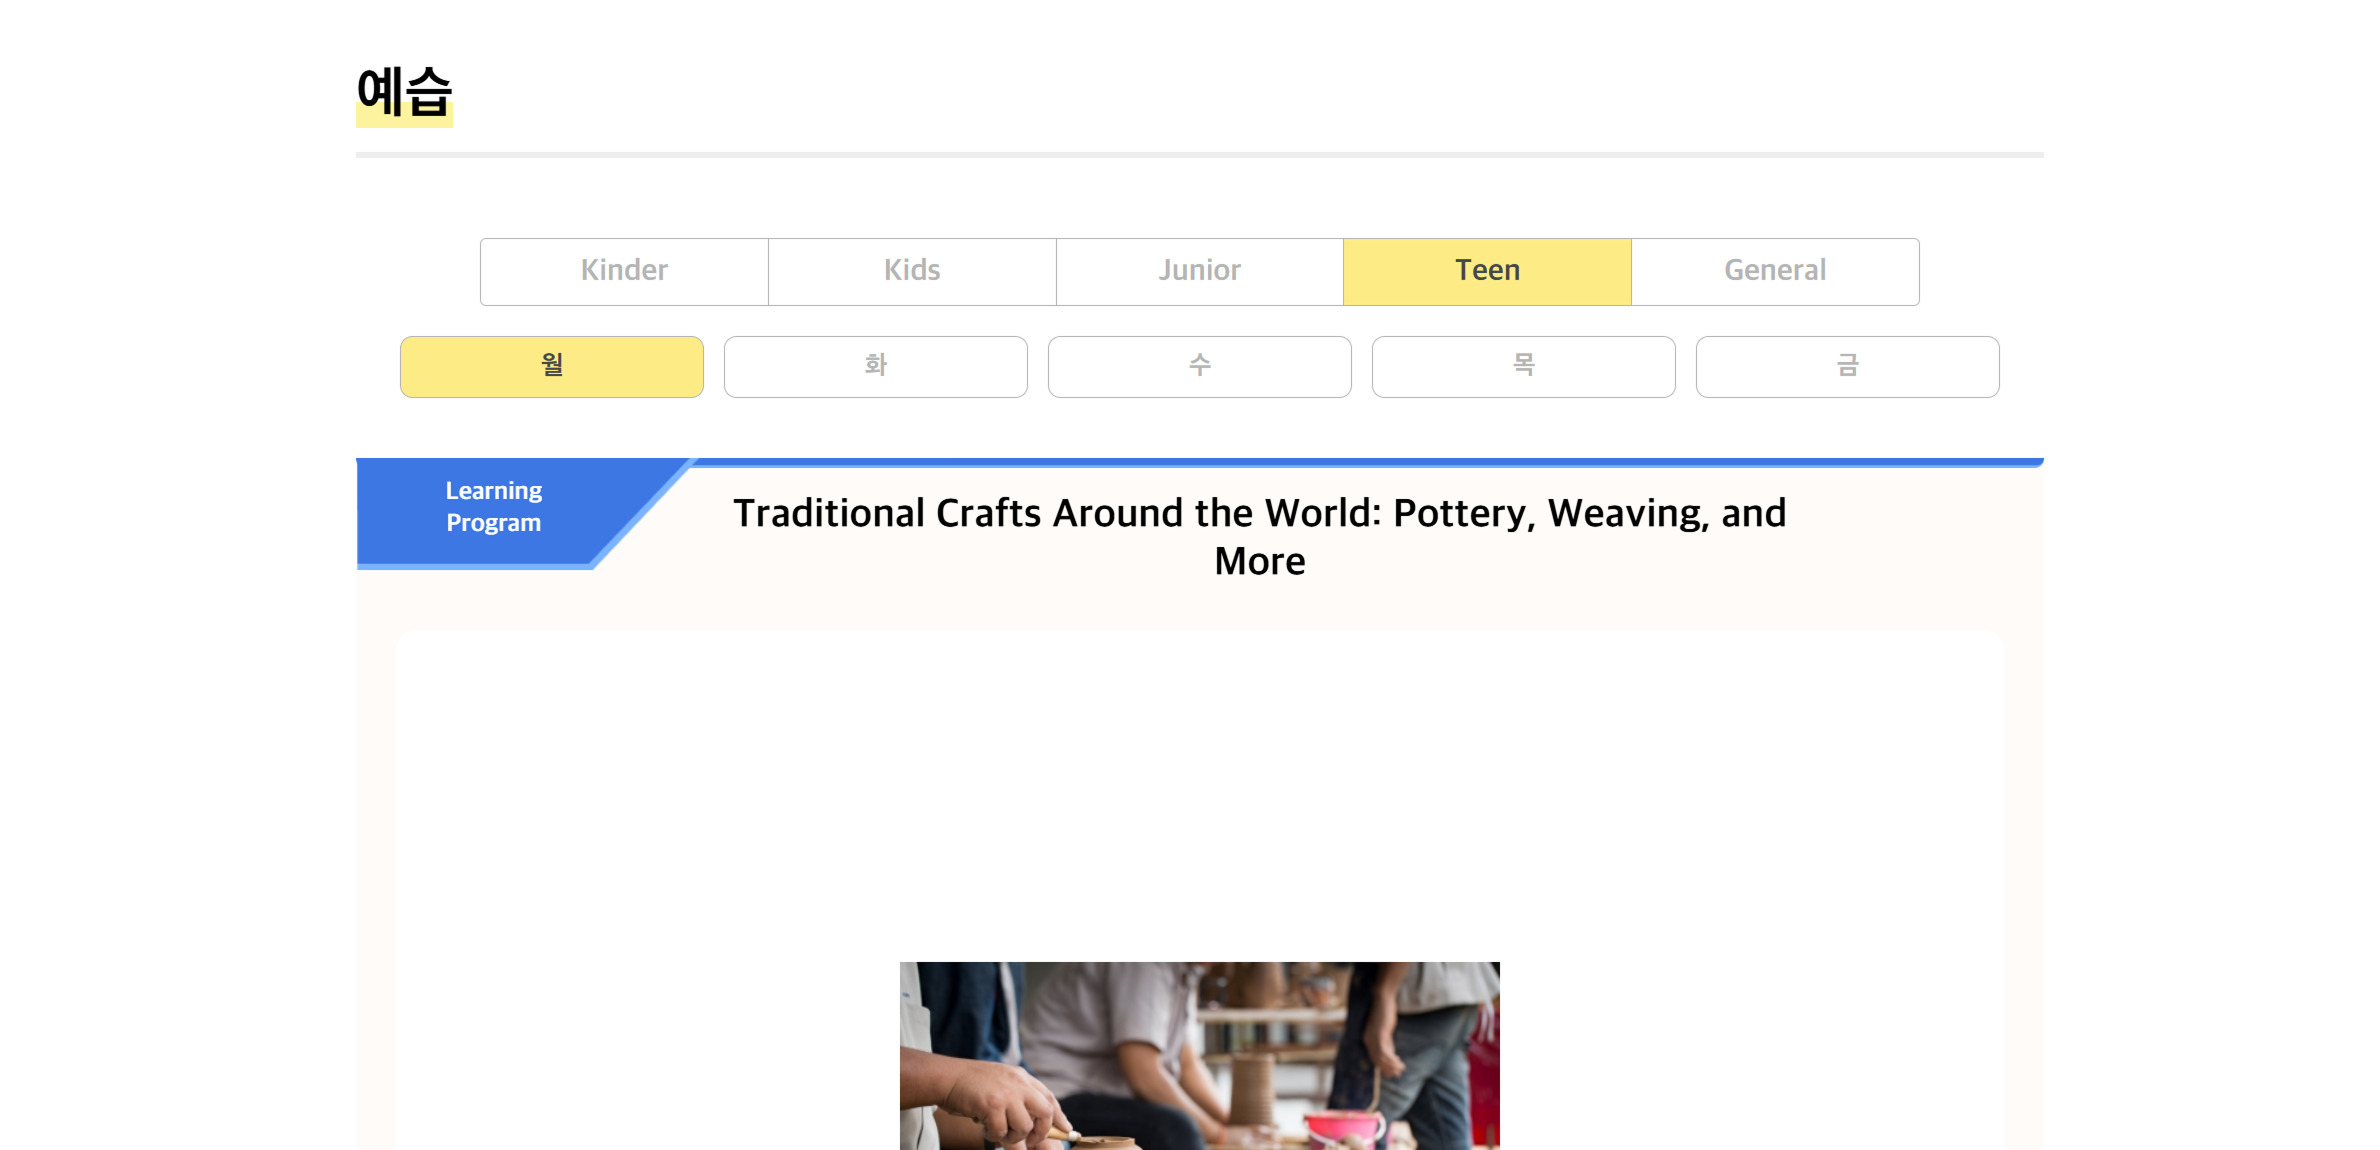 예습
Kinder
Kids
Junior
Teen
General
월
화
수
목
금
Learning
Program
Traditional Crafts Around the World: Pottery, Weaving, and
More